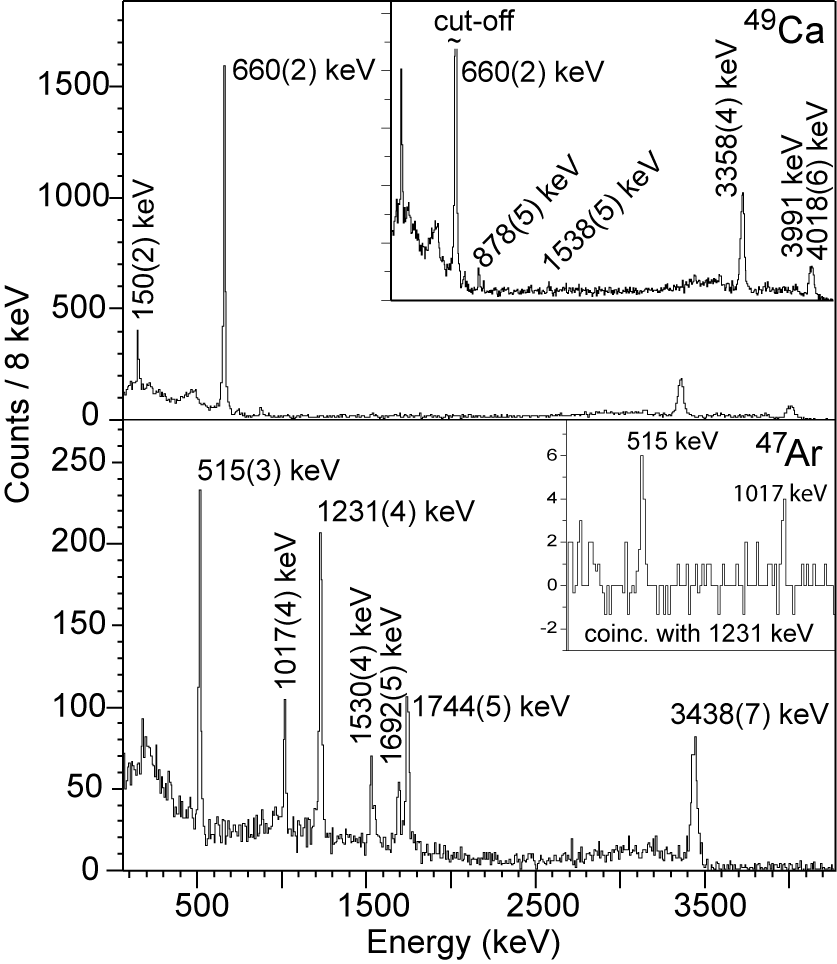 49Ca
cut-off
~
660(2) keV
660(2) keV
150(2) keV
878(5) keV
1538(5) keV
3358(4) keV
3991 keV
4018(6) keV
1500
1000
500
0
Counts / 8 keV
47Ar
515(3) keV
1017(4) keV
1231(4) keV
1530(4) keV
1692(5) keV
1744(5) keV
3438(7) keV
515 keV
1017 keV
6
4
2
0
-2
coinc. with 1231 keV
250
200
150
100
50
0
500
1500
2500
3500
Energy (keV)